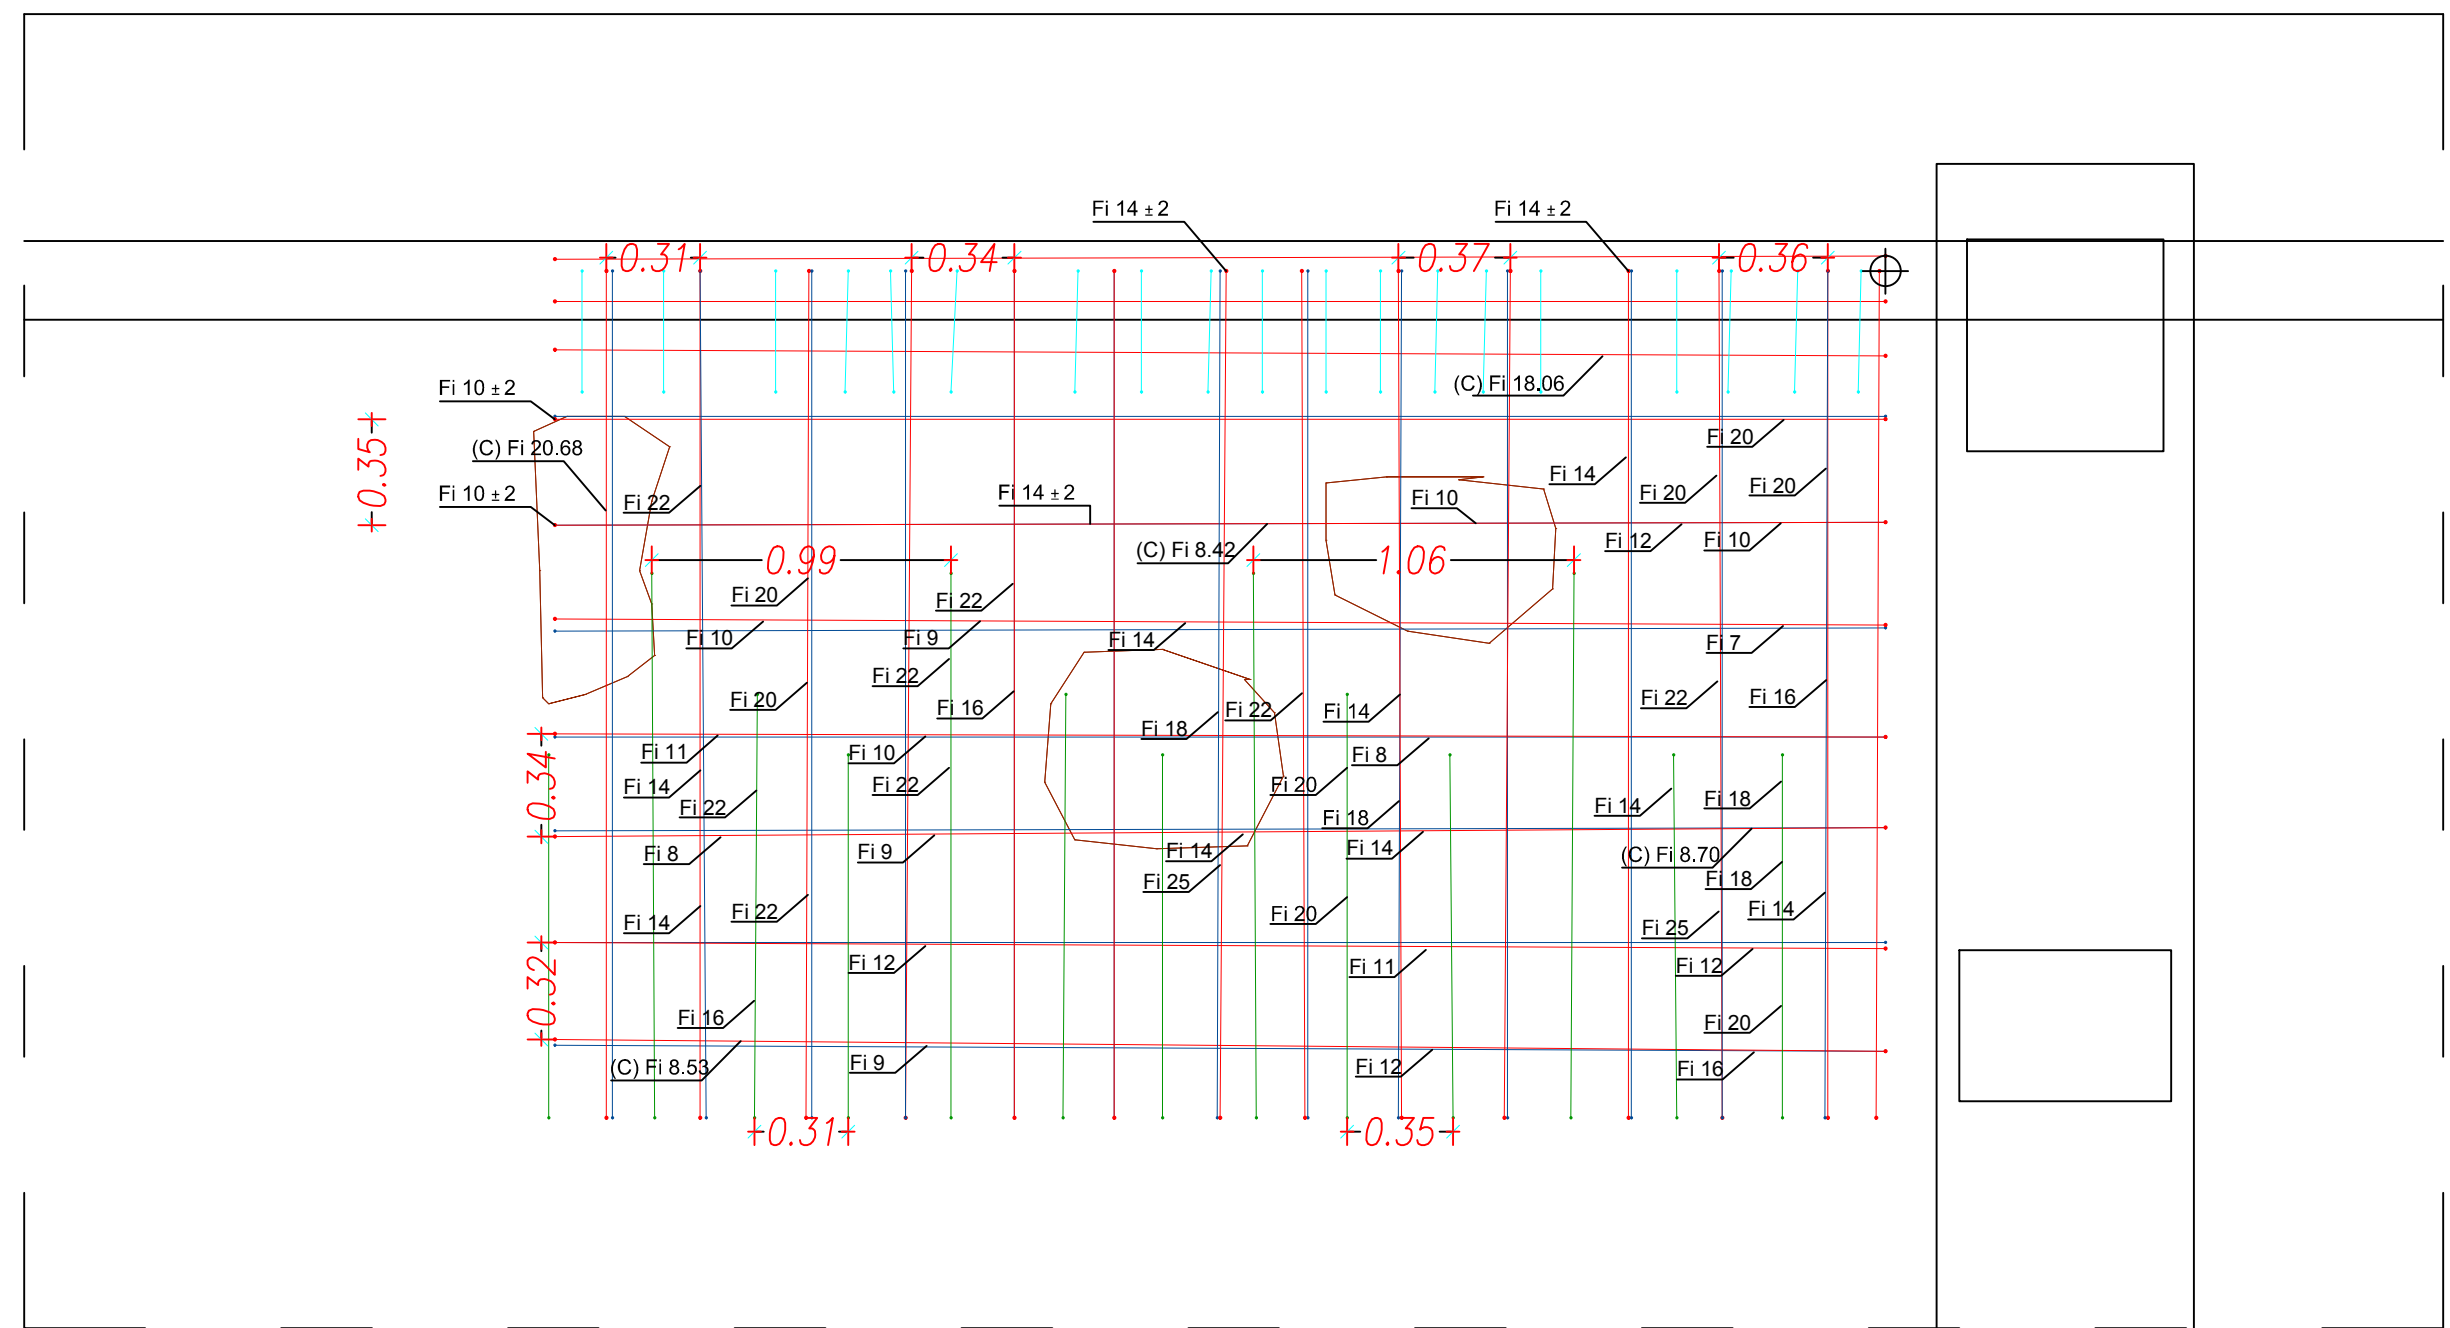 Fi 14 ± 2
Fi 14 ± 2
0.31
0.34
0.37
0.36
(C) Fi 18.06
Fi 10 ± 2
0.35
(C) Fi 20.68
Fi 20
Fi 14
Fi 20
Fi 20
Fi 10 ± 2
Fi 22
Fi 14 ± 2
Fi 10
(C) Fi 8.42
Fi 12
Fi 10
0.99
1.06
Fi 20
Fi 22
Fi 10
Fi 9
Fi 14
Fi 7
Fi 22
Fi 20
Fi 16
Fi 18
Fi 22
Fi 14
Fi 22
Fi 16
Fi 11
Fi 10
Fi 8
0.34
Fi 14
Fi 22
Fi 22
Fi 20
Fi 18
Fi 14
Fi 18
Fi 8
Fi 9
Fi 14
Fi 14
(C) Fi 8.70
Fi 25
Fi 18
Fi 14
Fi 22
Fi 20
Fi 25
Fi 14
0.32
Fi 12
Fi 11
Fi 12
Fi 16
Fi 20
(C) Fi 8.53
Fi 9
Fi 12
Fi 16
0.31
0.35